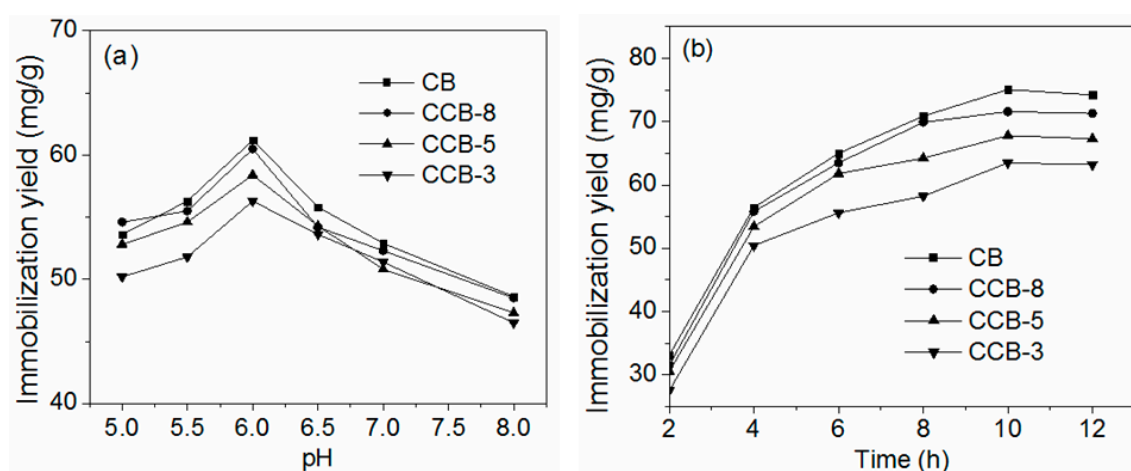 (a)
Immobilization yield (mg/g)
70
60
50
40
CB
CCB-8
CCB-5
CCB-3
5.0 5.5 6.0 6.5 7.0 7.5 8.0
pH
(b)
Immobilization yield (mg/g)
80
70
60
50
40
30
CB
CCB-8
CCB-5
CCB-3
2 4 6 8 10 12
Time (h)